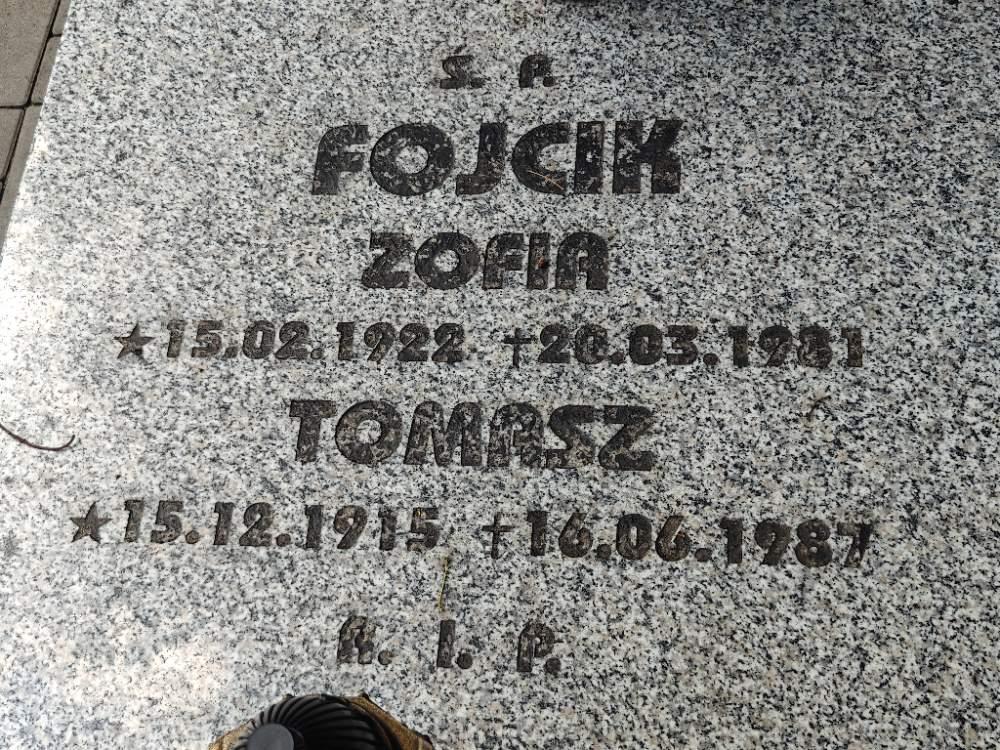 Ś. P.
FOJCIK
ZOFIA
★15.02.1922 †20.03.1981
TOMASZ
★15.12.1915 †16.06.1987
R. I. P.